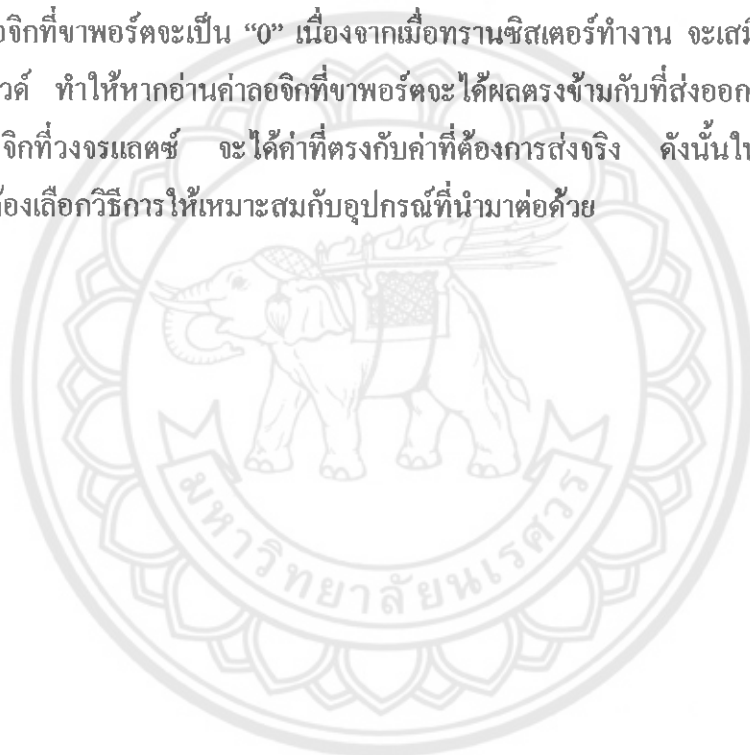 อจิกที่ขาพอร์ตจะเป็น “0” เนื่องจากเมื่อทรานซิสเตอร์ทำงาน จะเสมื
วด์ ทำให้หากอ่านค่าลอจิกที่ขาพอร์ตจะได้ผลตรงข้ามกับที่ส่งออก
จิกที่วงจรแลตซ์ จะได้ค่าที่ตรงกับค่าที่ต้องการส่งจริง ดังนั้นใน
้องเลือกวิธีการให้เหมาะสมกับอุปกรณ์ที่นำมาต่อด้วย
มหาวิทยาลัยนเรศวร